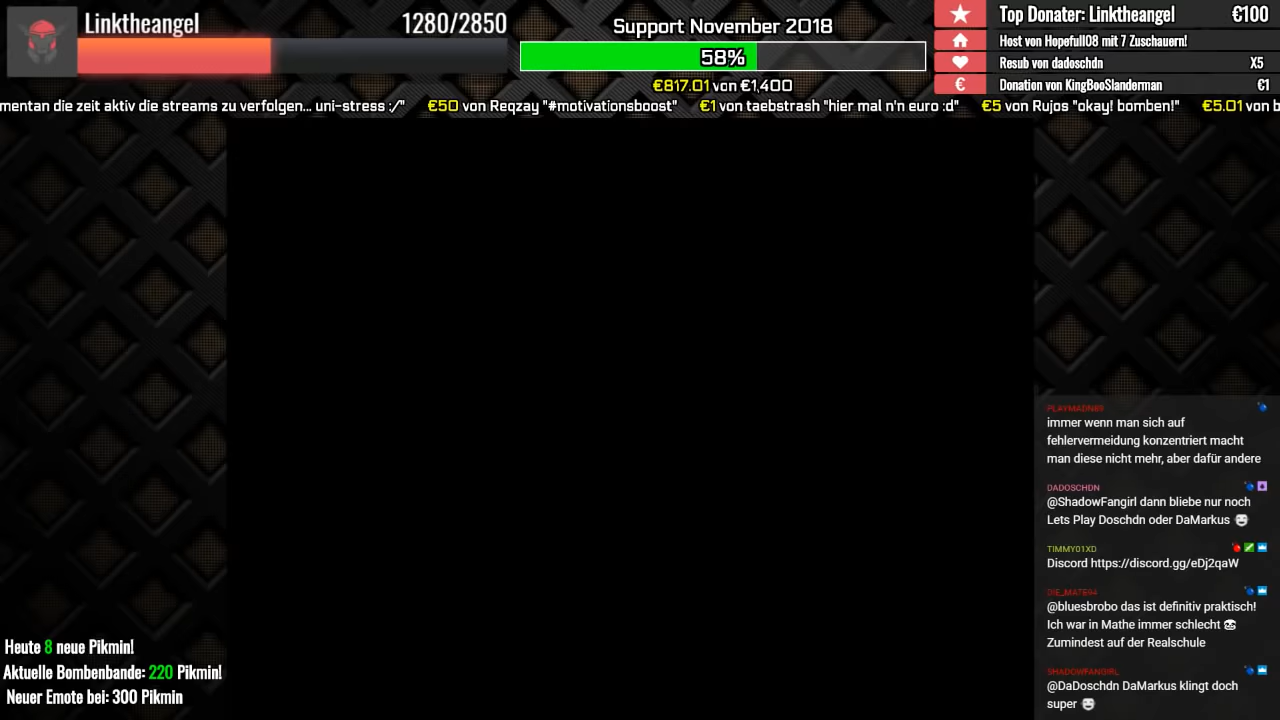 Linktheangel
1280/2850
Support November 2018
58%
€817.01 von €1,400
Top Donater: Linktheangel €100
Host von Hopefull08 mit 7 Zuschauern!
Resub von dadoschdn X5
€ Donation von KingBooSlanderman €1
mentan die zeit aktiv die streams zu verfolgen... uni-stress :/" €50 von Reqzay "#motivationsboost" €1 von taebstrash "hier mal n'n euro :d" €5 von Rujos "okay! bomben!" €5.01 von b
PLAYMADN89
immer wenn man sich auf
fehlervermeidung konzentriert macht
man diese nicht mehr, aber dafür andere
DADOSCHDN
@ShadowFangirl dann bliebe nur noch
Lets Play Doschdn oder DaMarkus
TIMMY01XD
Discord https://discord.gg/eDj2qaW
DIE_MATE94
@bluesbrobo das ist definitiv praktisch!
Ich war in Mathe immer schlecht
Zumindest auf der Realschule
SHADOWFANGIRL
@DaDoschdn DaMarkus klingt doch
super
Heute 8 neue Pikmin!
Aktuelle Bombenbande: 220 Pikmin!
Neuer Emote bei: 300 Pikmin